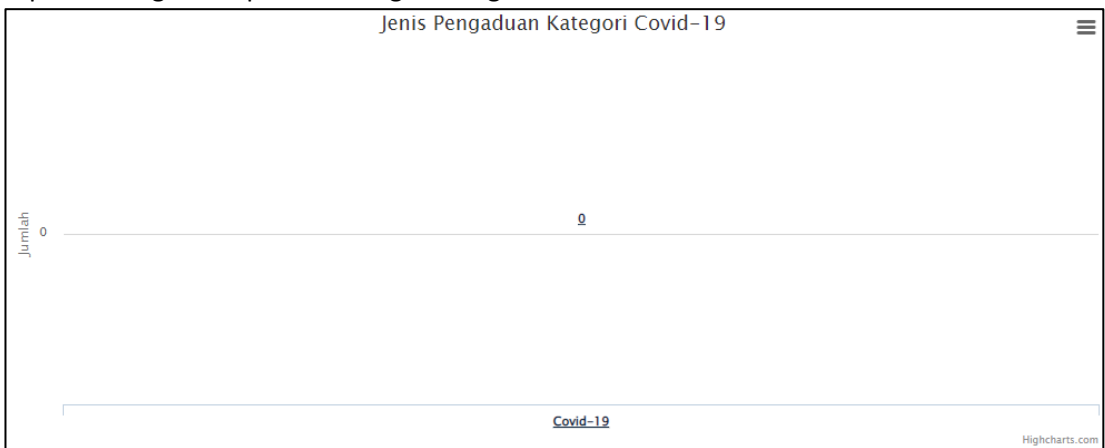 Jenis Pengaduan Kategori Covid-19
0
Jumlah
0
Covid-19
Highcharts.com